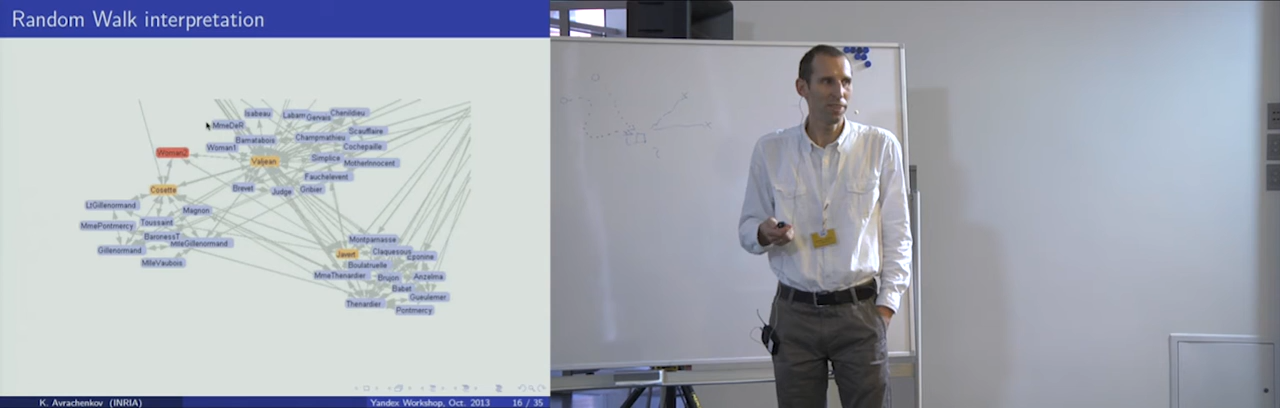 Random Walk interpretation
Isabeau
Labarre
Gervais
Chenildieu
MmeDeR
Scaufflaire
Bamatabois
Champmathieu
Woman1
Cochepaille
Woman2
Valjean
Simplice
MotherInnocent
Fauchelevent
Cosette
Brevet
Judge
Gribier
LtGillenormand
Magnon
MmePontmercy
Toussaint
BaronessT
MlleGillenormand
Gillenormand
MlleVaubois
Montparnasse
Javert
Claquesous
Eponine
Boulatruelle
MmeThenardier
Brujon
Anzelma
Babet
Gueulemer
Thenardier
Pontmercy
K. Avrachenkov (INRIA)
Yandex Workshop, Oct. 2013
16 / 35